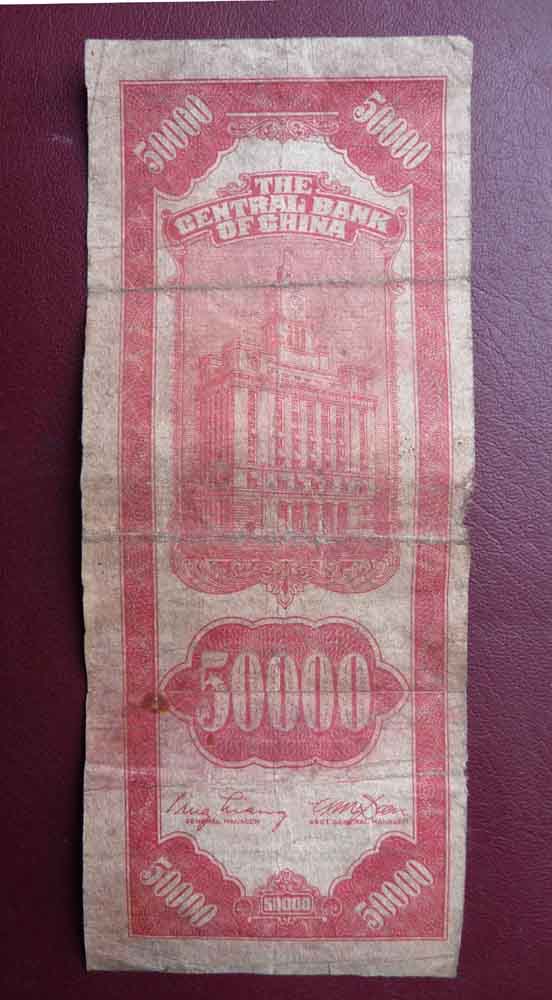 50000 50000
THE
CENTRAL BANK
OF CHINA
50000
GENERAL MANAGER ASST. GENERAL MANAGER
50000 50000 50000